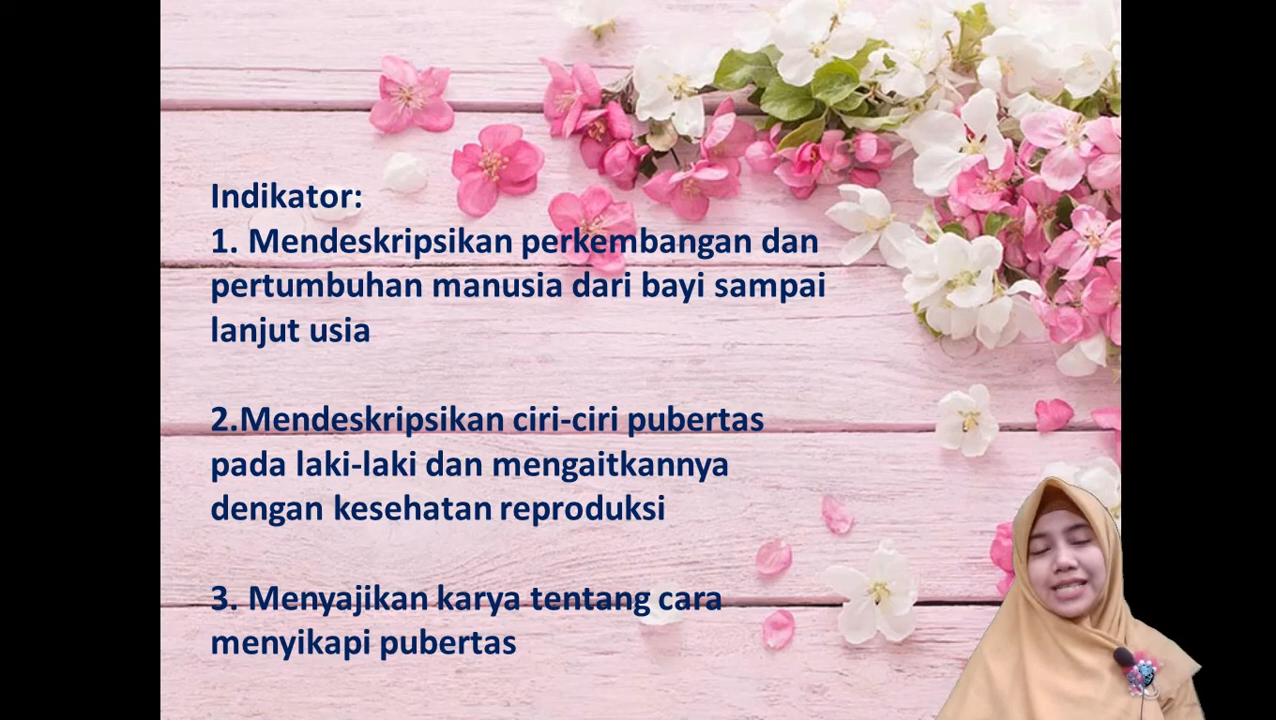 Indikator:
1. Mendeskripsikan perkembangan dan
pertumbuhan manusia dari bayi sampai
lanjut usia
2.Mendeskripsikan ciri-ciri pubertas
pada laki-laki dan mengaitkannya
dengan kesehatan reproduksi
3. Menyajikan karya tentang cara
menyikapi pubertas